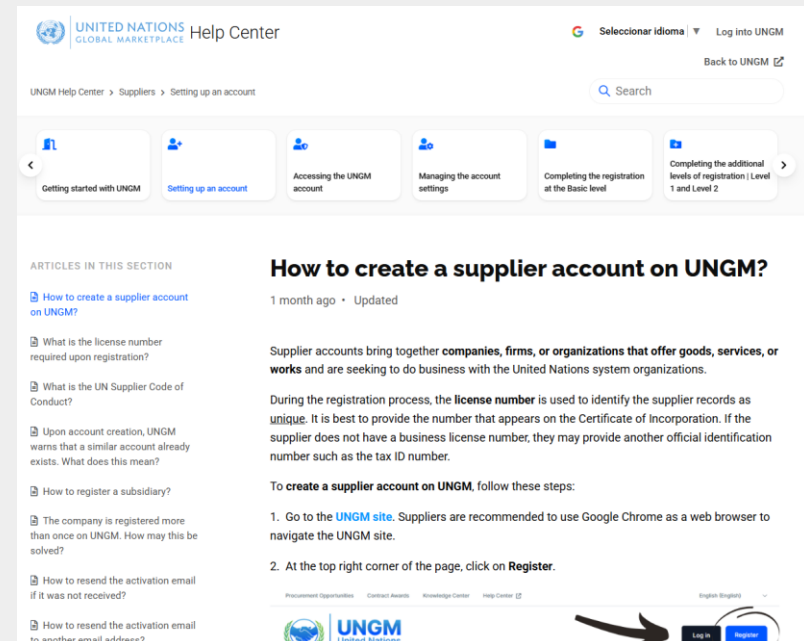 UNITED NATIONS
GLOBAL MARKETPLACE
Help Center
Seleccionar idioma ▼
Log into UNGM
Back to UNGM
UNGM Help Center > Suppliers > Setting up an account
Search
Getting started with UNGM
Setting up an account
Accessing the UNGM
account
Managing the account
settings
Completing the registration
at the Basic level
Completing the additional
levels of registration | Level
1 and Level 2
ARTICLES IN THIS SECTION
How to create a supplier account
on UNGM?
What is the license number
required upon registration?
What is the UN Supplier Code of
Conduct?
Upon account creation, UNGM
warns that a similar account already
exists. What does this mean?
How to register a subsidiary?
The company is registered more
than once on UNGM. How may this be
solved?
How to resend the activation email
if it was not received?
How to resend the activation email
to another email address?
How to create a supplier account on UNGM?
1 month ago • Updated
Supplier accounts bring together companies, firms, or organizations that offer goods, services, or
works and are seeking to do business with the United Nations system organizations.
During the registration process, the license number is used to identify the supplier records as
unique. It is best to provide the number that appears on the Certificate of Incorporation. If the
supplier does not have a business license number, they may provide another official identification
number such as the tax ID number.
To create a supplier account on UNGM, follow these steps:
1. Go to the UNGM site. Suppliers are recommended to use Google Chrome as a web browser to
navigate the UNGM site.
2. At the top right corner of the page, click on Register.
Procurement Opportunities Contract Awards Knowledge Center Help Center
English (English)
UNGM
United Nations
Log in
Register